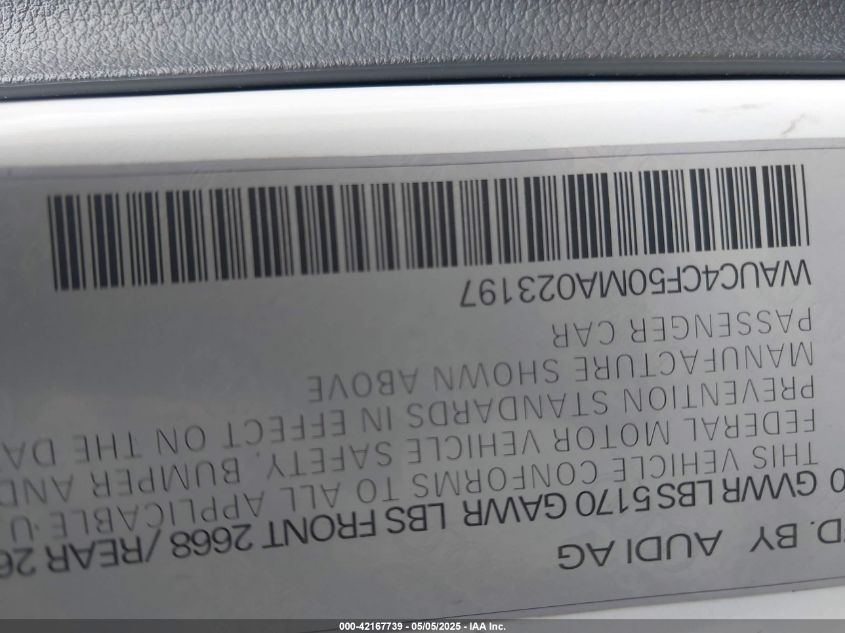 D. BY AUDI AG
0 GVWR LBS 5170 GAWR LBS FRONT 2668 / REAR 26
THIS VEHICLE CONFORMS TO ALL APPLICABLE U.
FEDERAL MOTOR VEHICLE SAFETY, BUMPER AND
PREVENTION STANDARDS IN EFFECT ON THE DA
MANUFACTURE SHOWN ABOVE
PASSENGER CAR
WAUC4CF50MA023197
000-42167739 - 05/05/2025 - IAA Inc.